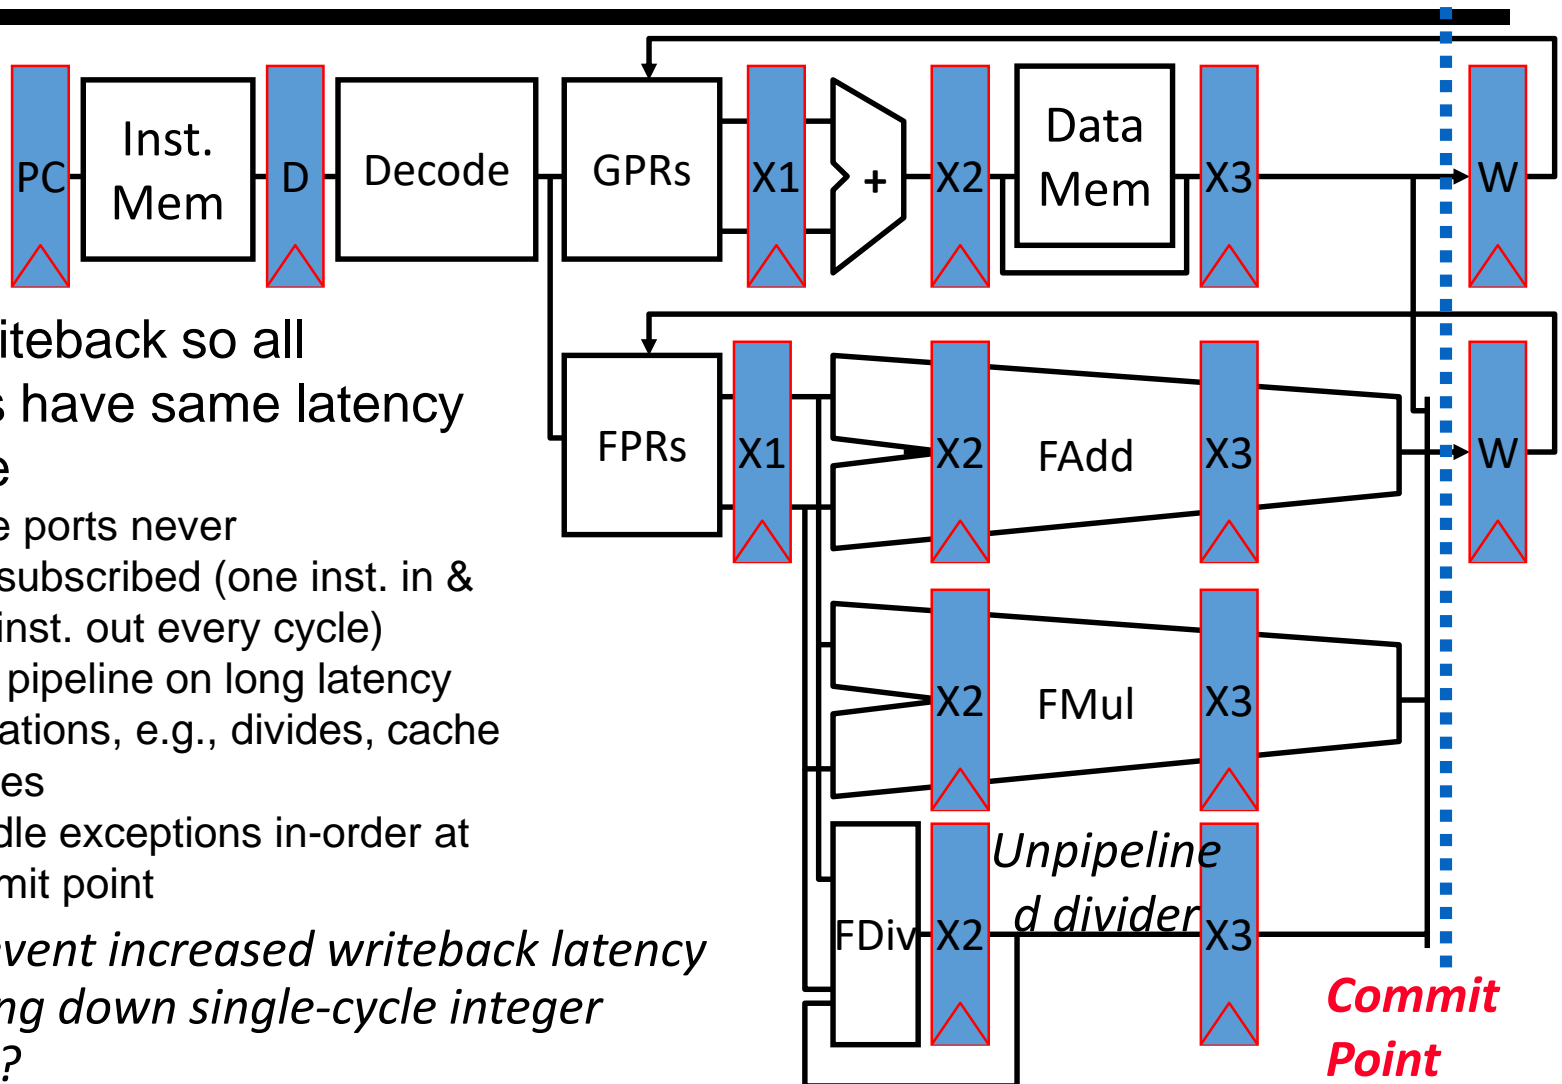 PC
Inst.
Mem
D
Decode
GPRs
X1
+
X2
Data
Mem
X3
W
iteback so all
s have same latency
e
e ports never
subscribed (one inst. in &
inst. out every cycle)
pipeline on long latency
ations, e.g., divides, cache
es
dle exceptions in-order at
mit point
event increased writeback latency
ng down single-cycle integer
?
FPRs
X1
X2
FAdd
X3
W
X2
FMul
X3
FDiv
X2
Unpipeline
d divider
X3
Commit
Point